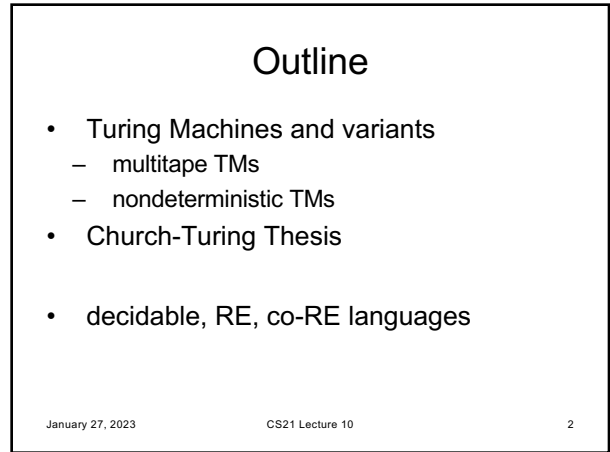 Outline
• Turing Machines and variants
– multitape TMs
– nondeterministic TMs
• Church-Turing Thesis
• decidable, RE, co-RE languages
January 27, 2023 CS21 Lecture 10 2